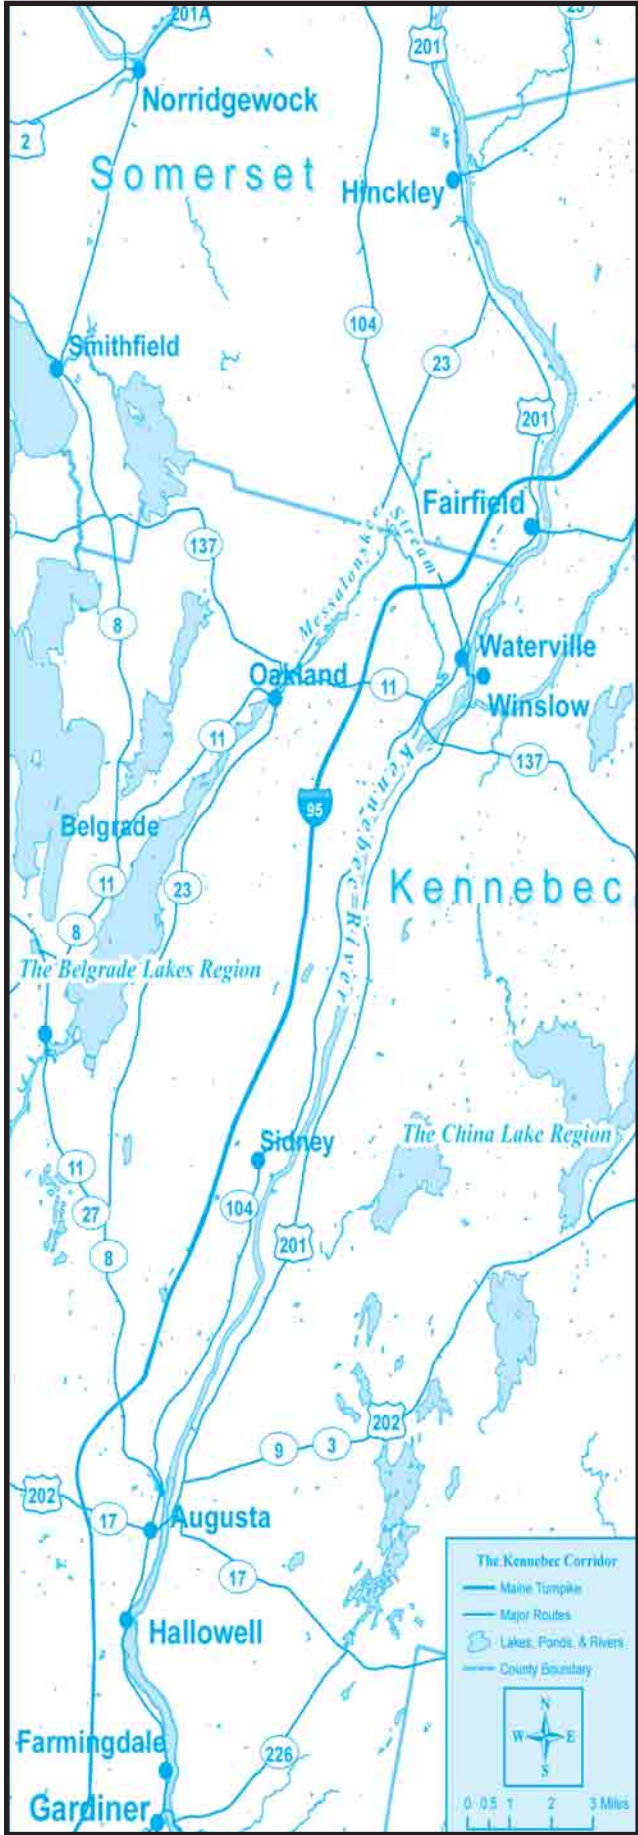 201A
23
201
Norridgewock
2
Somerset
Hinckley
104
Smithfield
23
201
Fairfield
Messalonskee
Stream
137
8
Waterville
Oakland
11
Winslow
11
137
95
Belgrade
Kennebec River
11
23
Kennebec
8
The Belgrade Lakes Region
The China Lake Region
Sidney
11
104
27
201
8
202
9
3
202
17
Augusta
17
Hallowell
The Kennebec Corridor
Maine Turnpike
Major Routes
Lakes, Ponds, & Rivers
County Boundary
N
W
E
S
Farmingdale
226
Gardiner
0 0.5 1 2 3 Miles